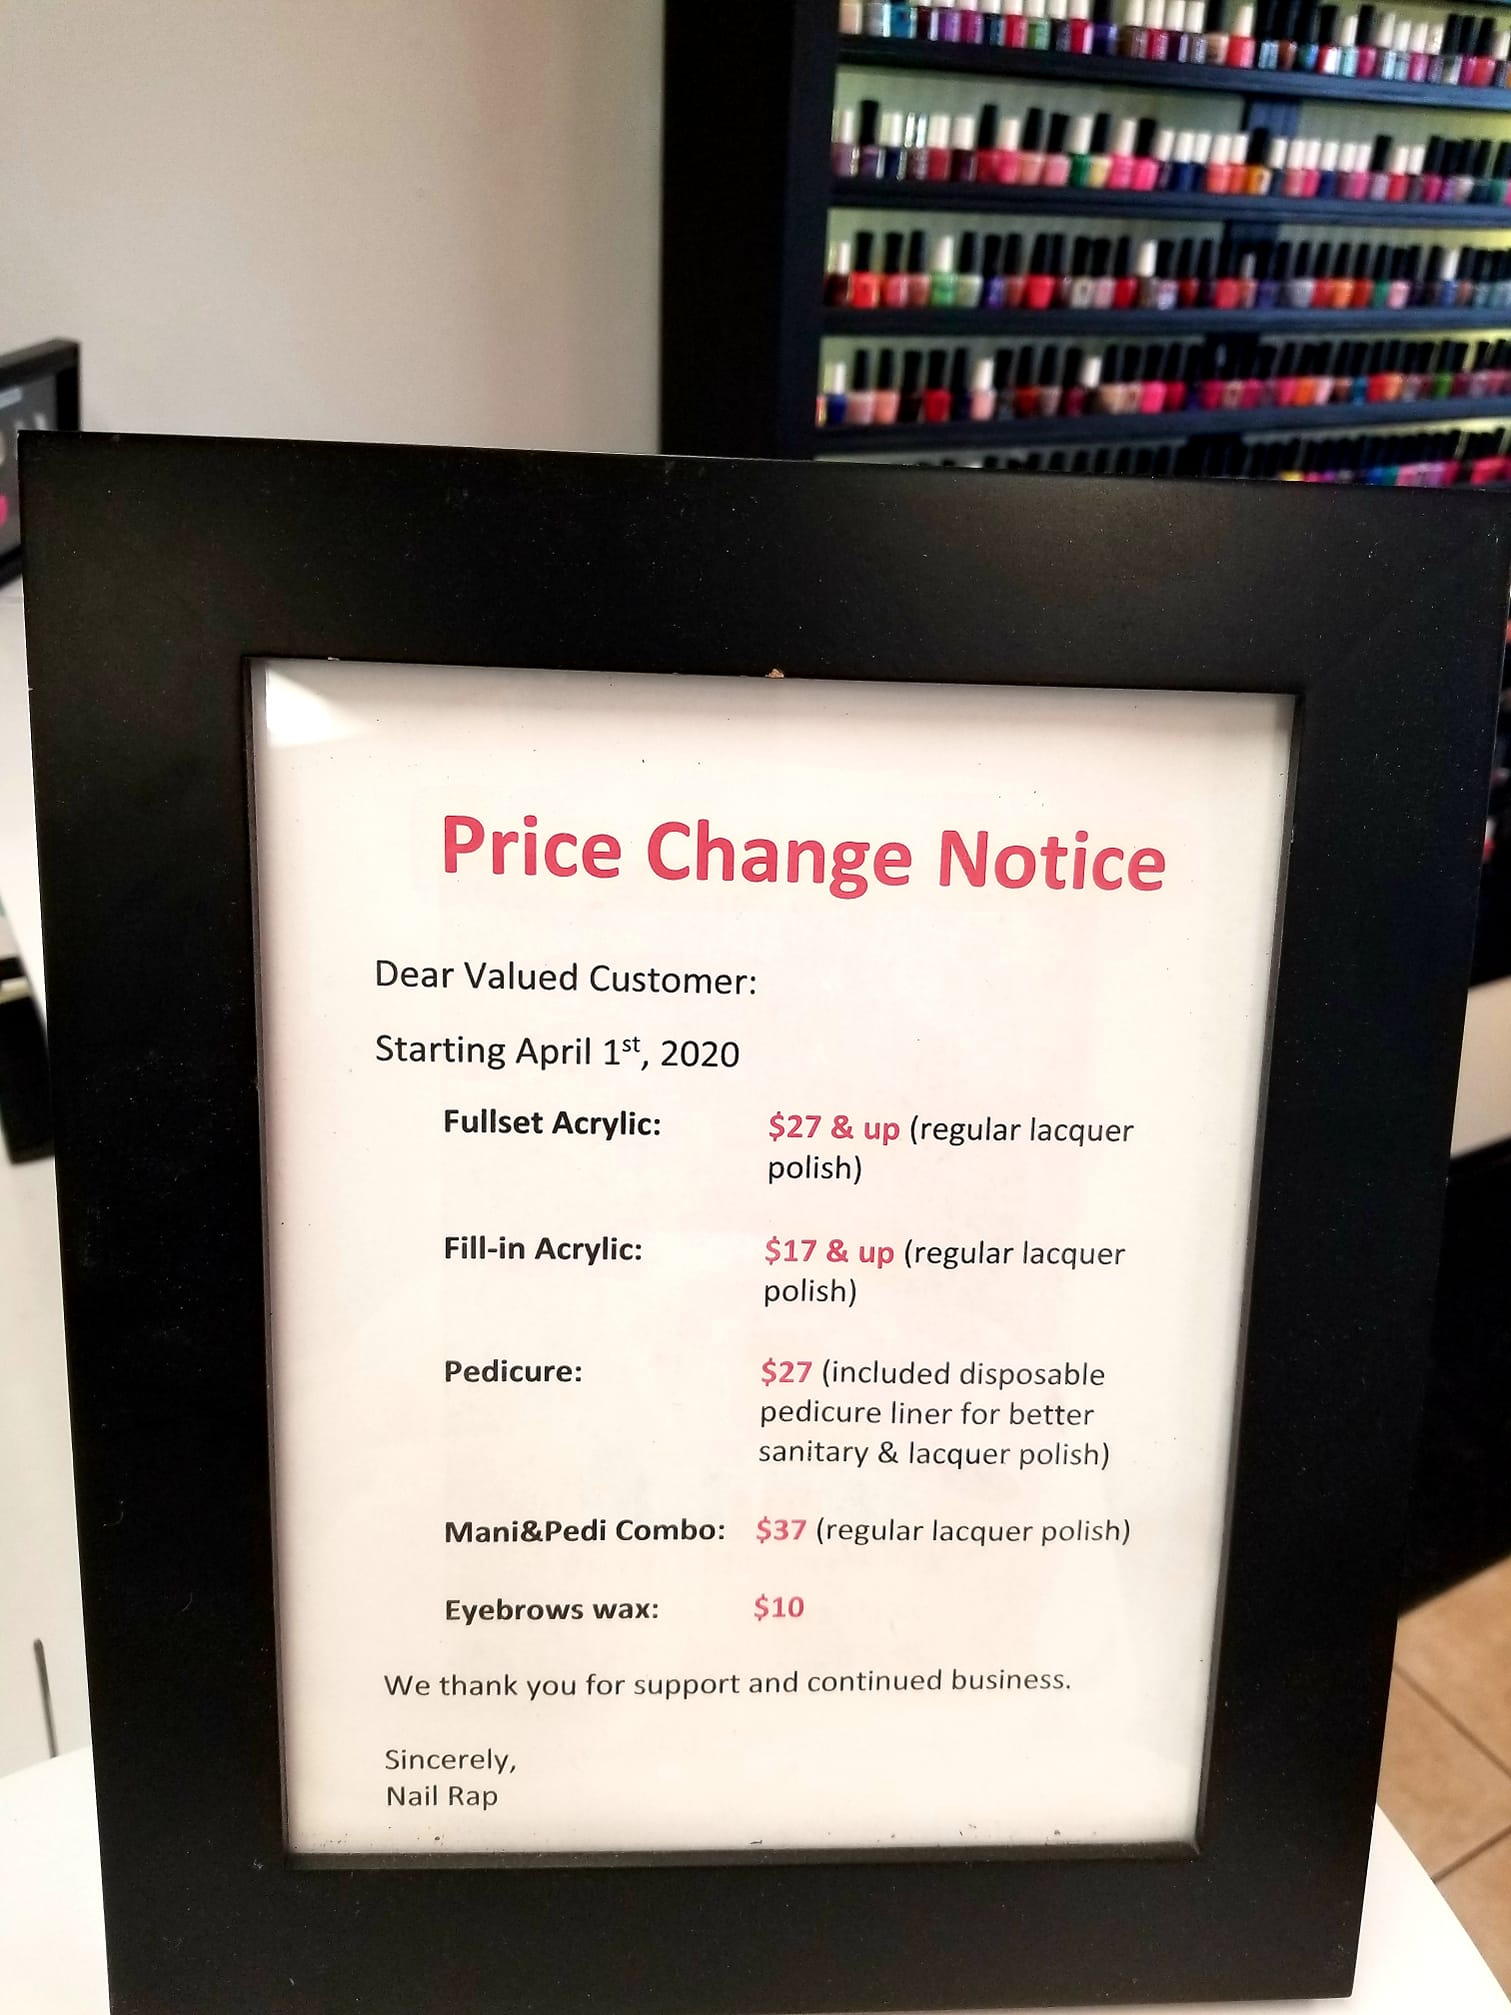 Price Change Notice
Dear Valued Customer:
Starting April 1st, 2020
Fullset Acrylic: $27 & up (regular lacquer
polish)
Fill-in Acrylic: $17 & up (regular lacquer
polish)
Pedicure: $27 (included disposable
pedicure liner for better
sanitary & lacquer polish)
Mani&Pedi Combo: $37 (regular lacquer polish)
Eyebrows wax: $10
We thank you for support and continued business.
Sincerely,
Nail Rap